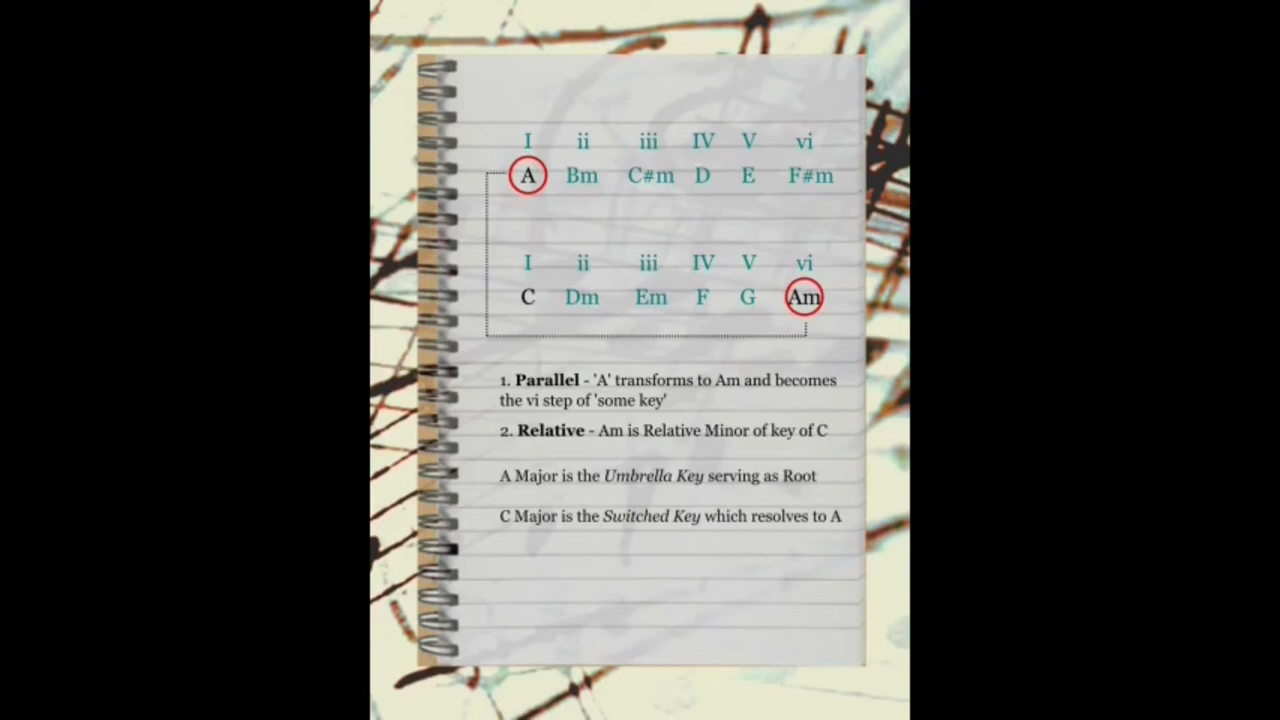 I ii iii IV V vi
A Bm C#m D E F#m
I ii iii IV V vi
C Dm Em F G Am
1. Parallel - 'A' transforms to Am and becomes
the vi step of 'some key'
2. Relative - Am is Relative Minor of key of C
A Major is the Umbrella Key serving as Root
C Major is the Switched Key which resolves to A